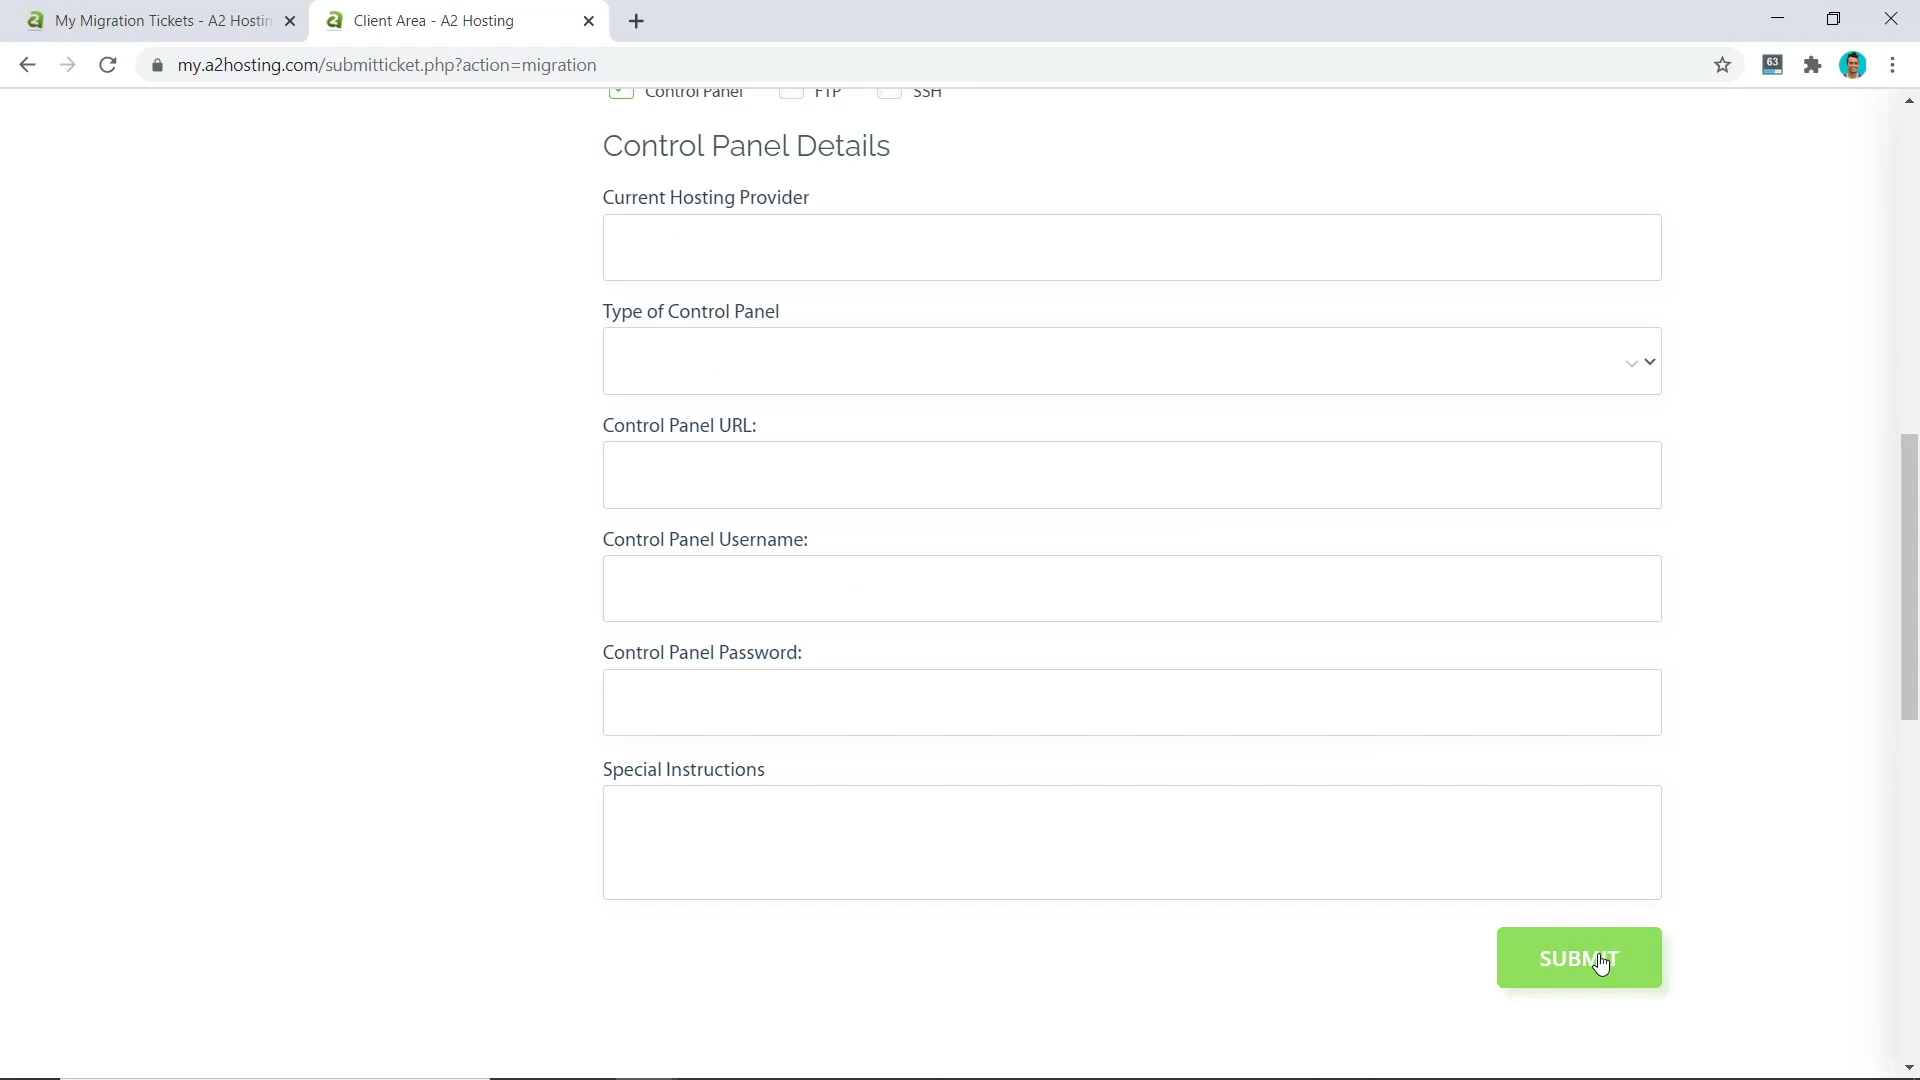 My Migration Tickets - A2 Hostin
Client Area - A2 Hosting
my.a2hosting.com/submitticket.php?action=migration
63
Control Panel FTP SSH
Control Panel Details
Current Hosting Provider
Type of Control Panel
Control Panel URL:
Control Panel Username:
Control Panel Password:
Special Instructions
SUBMIT